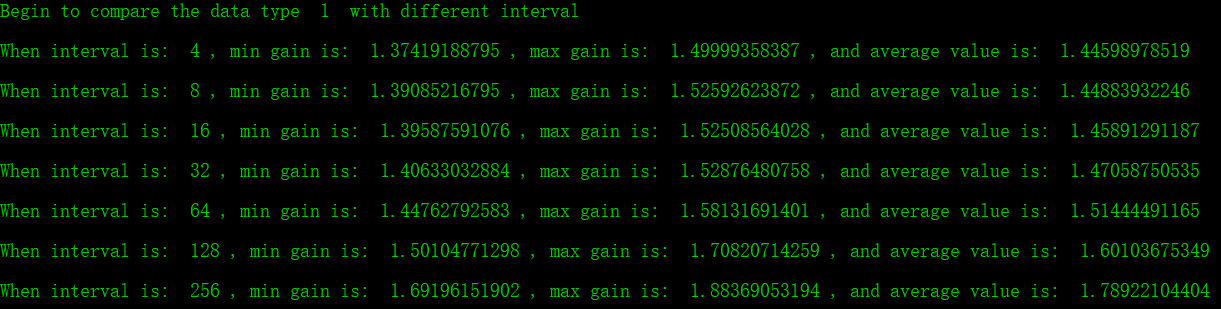 Begin to compare the data type 1 with different interval
When interval is: 4 , min gain is: 1.37419188795 , max gain is: 1.49999358387 , and average value is: 1.44598978519
When interval is: 8 , min gain is: 1.39085216795 , max gain is: 1.52592623872 , and average value is: 1.44883932246
When interval is: 16 , min gain is: 1.39587591076 , max gain is: 1.52508564028 , and average value is: 1.45891291187
When interval is: 32 , min gain is: 1.40633032884 , max gain is: 1.52876480758 , and average value is: 1.47058750535
When interval is: 64 , min gain is: 1.44762792583 , max gain is: 1.58131691401 , and average value is: 1.51444491165
When interval is: 128 , min gain is: 1.50104771298 , max gain is: 1.70820714259 , and average value is: 1.60103675349
When interval is: 256 , min gain is: 1.69196151902 , max gain is: 1.88369053194 , and average value is: 1.78922104404